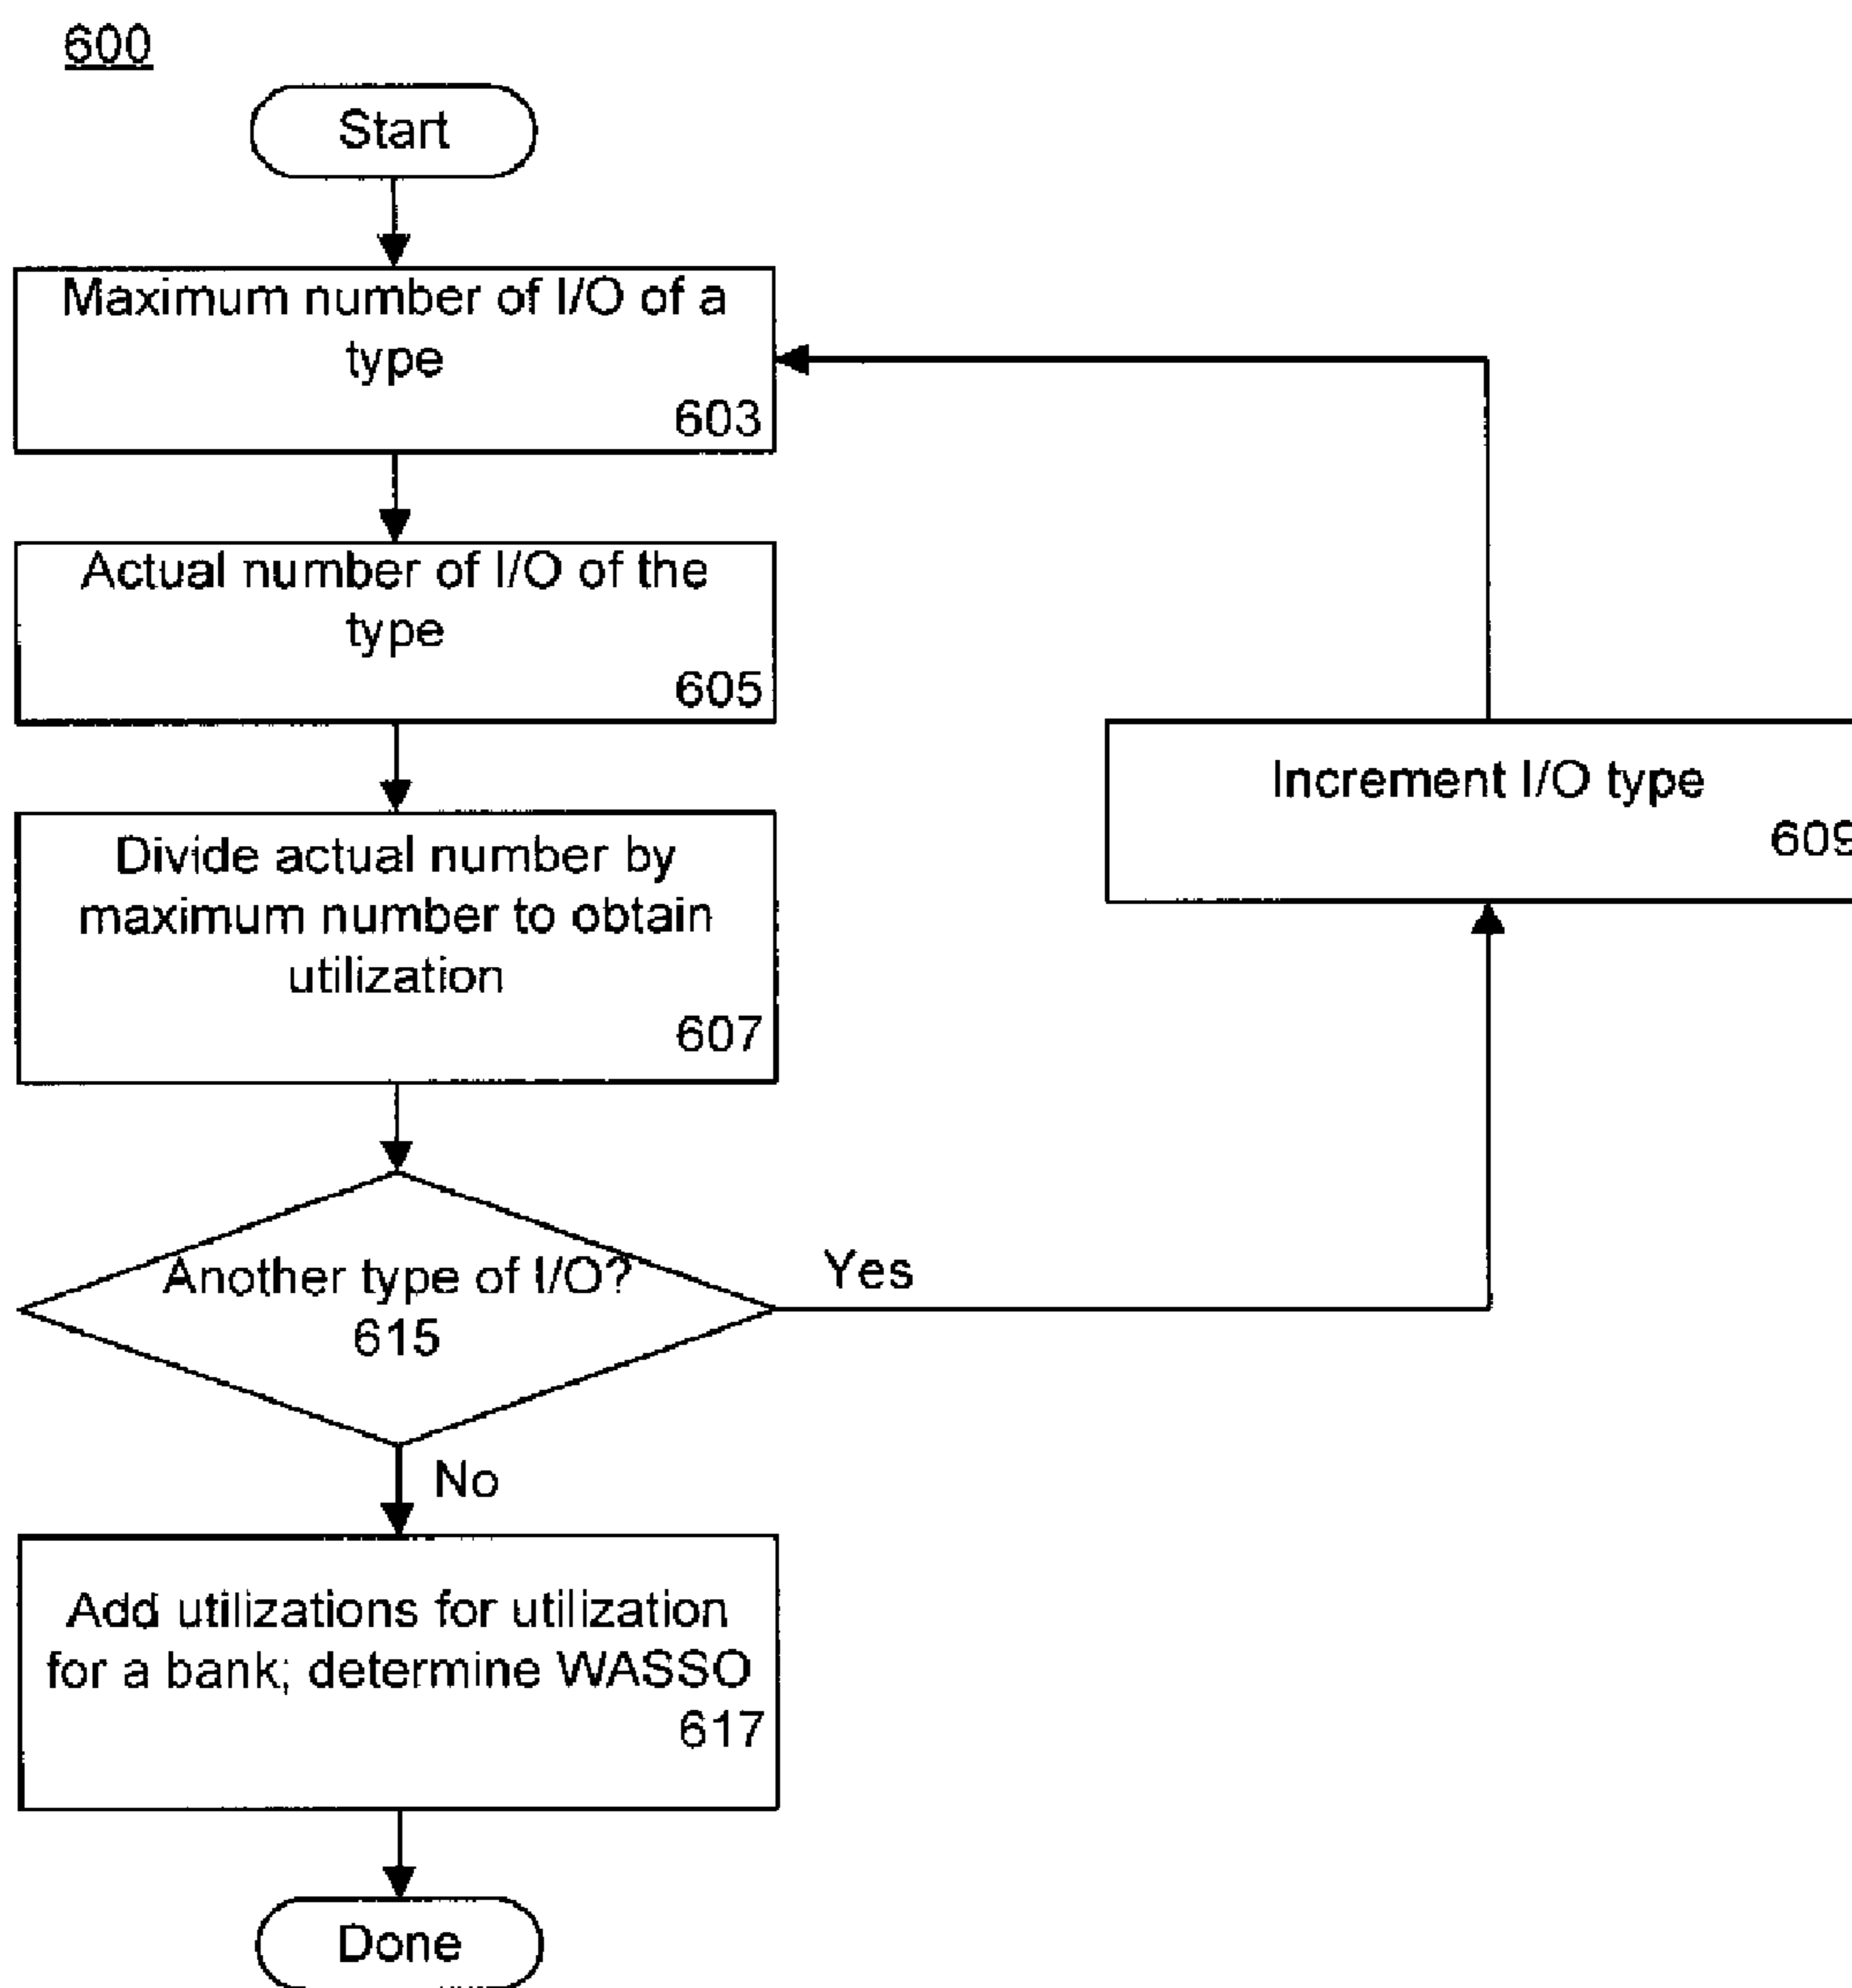 600
Start
Maximum number of I/O of a
type
603
Actual number of I/O of the
type
605
Divide actual number by
maximum number to obtain
utilization
607
Increment I/O type
609
Another type of I/O?
615
Yes
No
Add utilizations for utilization
for a bank; determine WASSO
617
Done